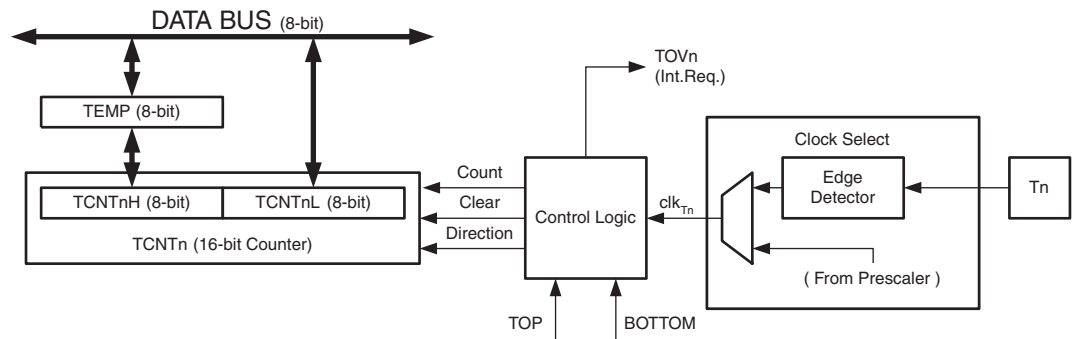 DATA BUS (8-bit)
TOVn
(Int.Req.)
TEMP (8-bit)
Clock Select
Count
Edge
Detector
Tn
TCNTnH (8-bit)
TCNTnL (8-bit)
Clear
Control Logic
clkTn
TCNTn (16-bit Counter)
Direction
( From Prescaler )
TOP
BOTTOM